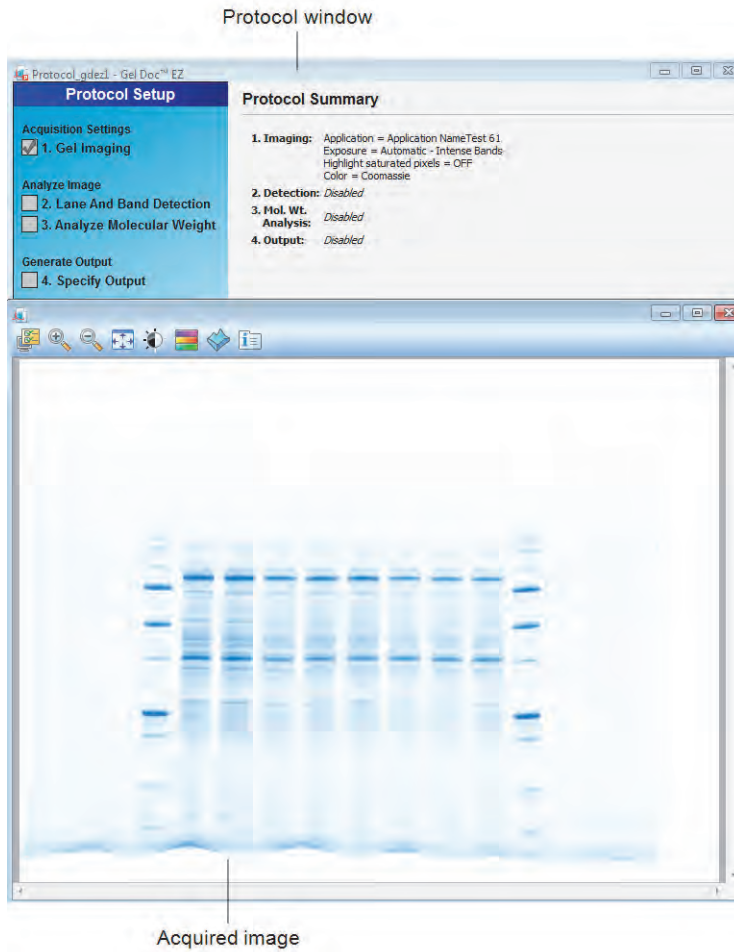 Protocol window
Protocol_gdez1 - Gel Doc™ EZ
Protocol Setup
Acquisition Settings
1. Gel Imaging
Analyze Image
2. Lane And Band Detection
3. Analyze Molecular Weight
Generate Output
4. Specify Output
Protocol Summary
1. Imaging: Application = Application NameTest 61
Exposure = Automatic - Intense Bands
Highlight saturated pixels = OFF
Color = Coomassie
2. Detection: Disabled
3. Mol. Wt.
Analysis: Disabled
4. Output: Disabled
Acquired image